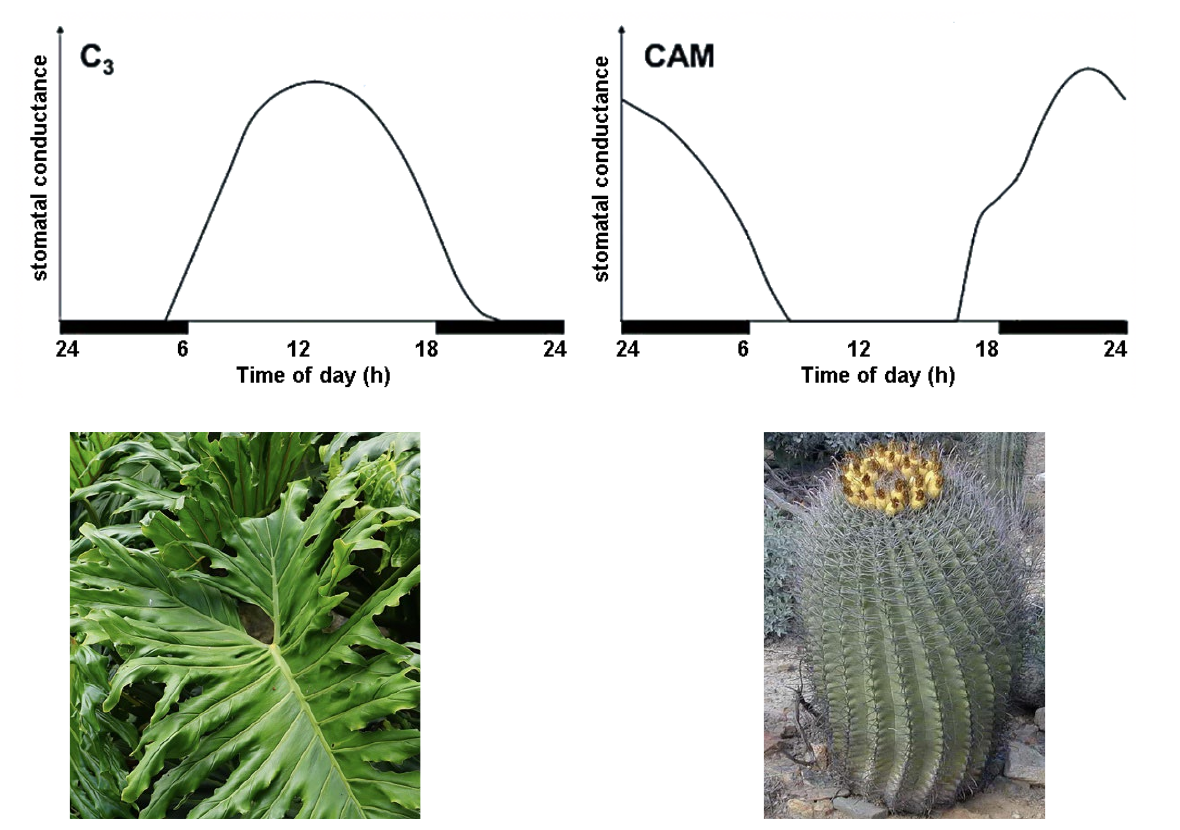 C₃
stomatal conductance
24 6 12 18 24
Time of day (h)
CAM
stomatal conductance
24 6 12 18 24
Time of day (h)